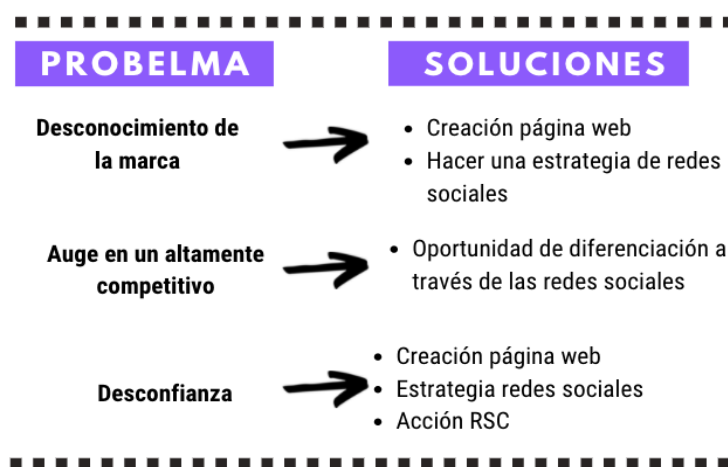 PROBELMA
SOLUCIONES
Desconocimiento de
la marca
• Creación página web
• Hacer una estrategia de redes
sociales
Auge en un altamente
competitivo
• Oportunidad de diferenciación a
través de las redes sociales
Desconfianza
• Creación página web
• Estrategia redes sociales
• Acción RSC